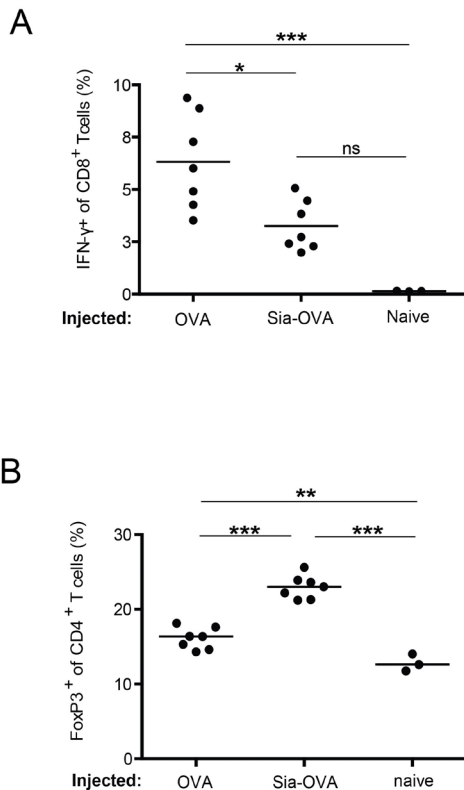 A
***
*
ns
IFN-γ+ of CD8+ Tcells (%)
10
8
5
3
0
Injected: OVA Sia-OVA Naive
B
**
*** ***
FoxP3 + of CD4 + T cells (%)
30
20
10
0
Injected: OVA Sia-OVA naive